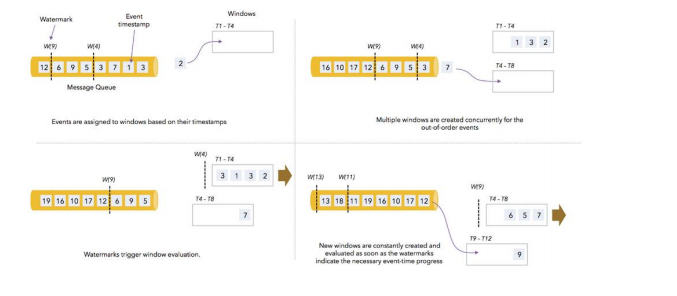 Watermark
Event
timestamp
Windows
T1 - T4
W(9)
W(4)
12 6 9 5 3 7 1 3
2
Message Queue
Events are assigned to windows based on their timestamps
T1 - T4
1 3 2
W(9)
W(4)
16 10 17 12 6 9 5 3
7
T4 - T8
Multiple windows are created concurrently for the
out-of-order events
W(4)
T1 - T4
3 1 3 2
W(9)
19 16 10 17 12 6 9 5
T4 - T8
7
Watermarks trigger window evaluation.
W(13)
W(11)
13 18 11 19 16 10 17 12
W(9)
T4 - T8
6 5 7
T9 - T12
9
New windows are constantly created and
evaluated as soon as the watermarks
indicate the necessary event-time progress